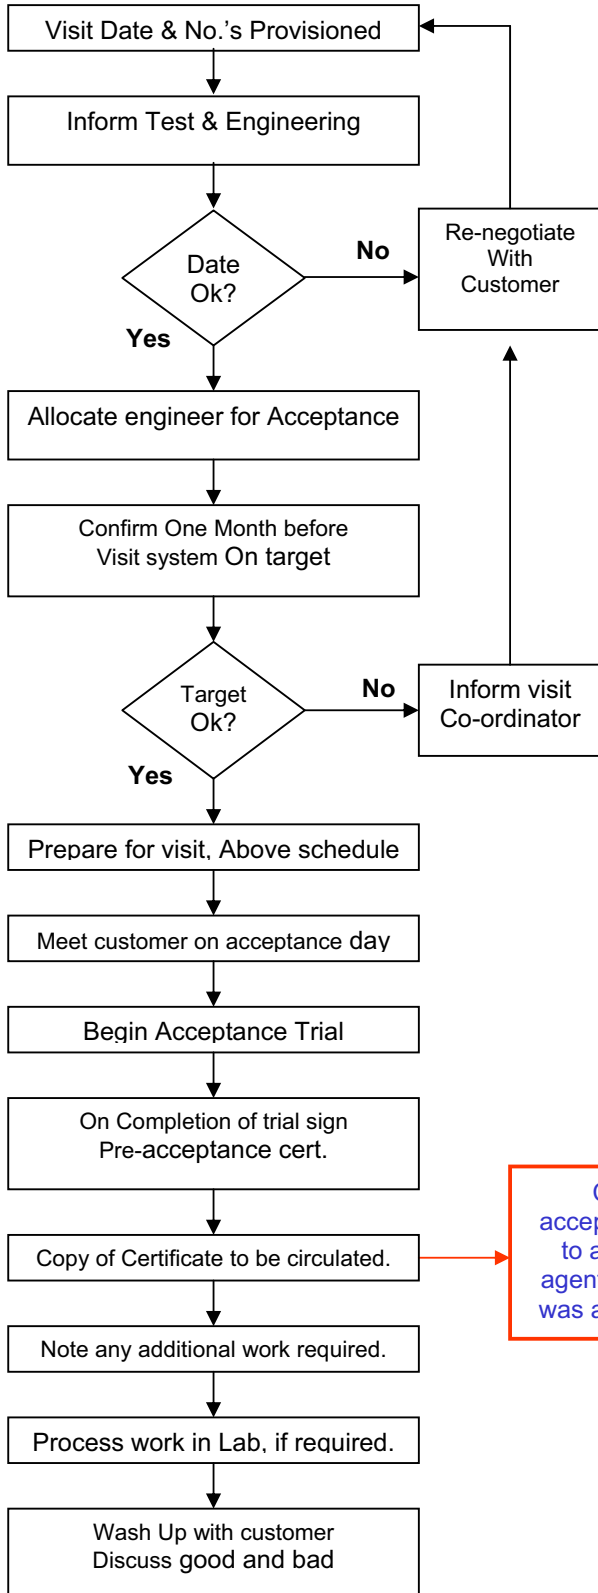 Visit Date & No.'s Provisioned
Inform Test & Engineering
Date
Ok?
No
Yes
Re-negotiate
With
Customer
Allocate engineer for Acceptance
Confirm One Month before
Visit system On target
Target
Ok?
No
Yes
Inform visit
Co-ordinator
Prepare for visit, Above schedule
Meet customer on acceptance day
Begin Acceptance Trial
On Completion of trial sign
Pre-acceptance cert.
Copy of Certificate to be circulated.
to a
was a
Note any additional work required.
Process work in Lab, if required.
Wash Up with customer
Discuss good and bad